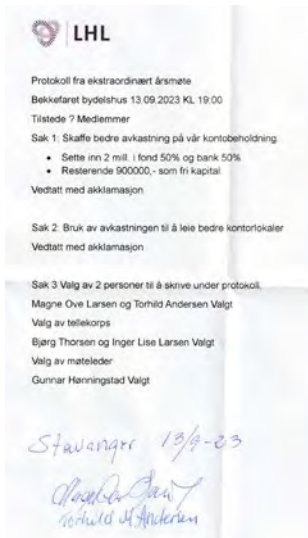 LHL
Protokoll fra ekstraordinært årsmøte
Bekkefaret bydelshus 13.09.2023 KL 19:00
Tilstede ? Medlemmer
Sak 1: Skaffe bedre avkastning på vår kontobeholdning.
• Sette inn 2 mill. i fond 50% og bank 50%
• Resterende 900000,- som fri kapital
Vedtatt med akklamasjon
Sak 2: Bruk av avkastningen til å leie bedre kontorlokaler
Vedtatt med akklamasjon
Sak 3 Valg av 2 personer til å skrive under protokoll.
Magne Ove Larsen og Torhild Andersen Valgt
Valg av tellekorps
Bjørg Thorsen og Inger Lise Larsen Valgt
Valg av møteleder
Gunnar Hønningstad Valgt
Stavanger 13/9-23
Torhild M Andersen